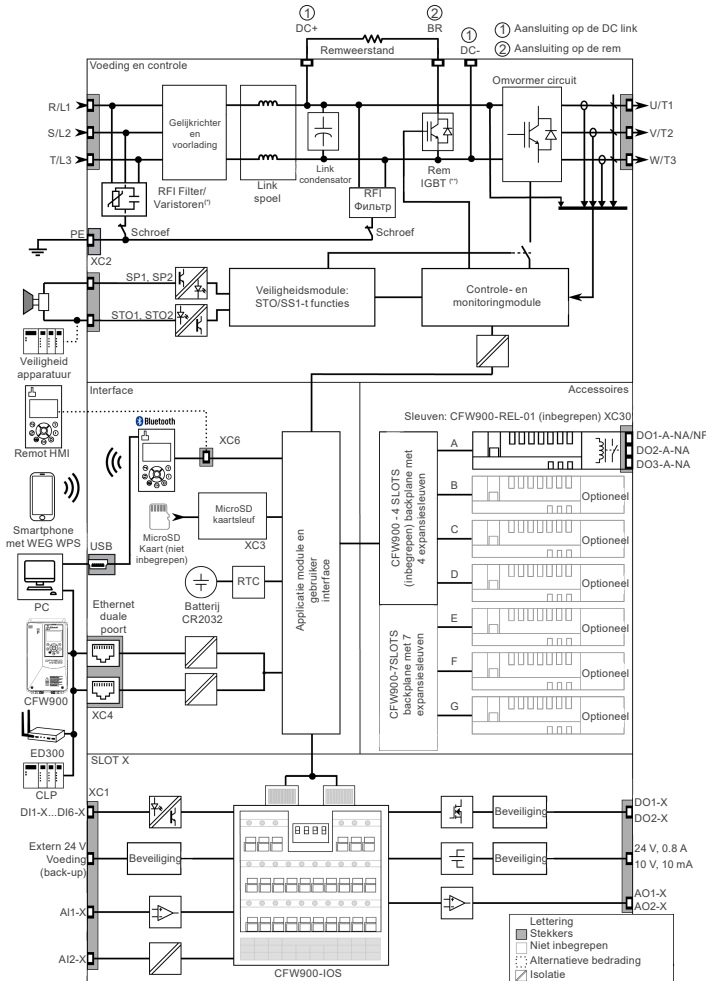 ①
DC+
Remweerstand
②
BR
①
DC-
① Aansluiting op de DC link
② Aansluiting op de rem
Voeding en controle
Omvormer circuit
R/L1
S/L2
T/L3
Gelijkrichter
en
voorlading
Link
condensator
Rem
IGBT (**)
U/T1
V/T2
W/T3
RFI Filter/
Varistoren(*)
Link
spoel
RFI
Фильтр
PE
Schroef
Schroef
XC2
SP1, SP2
STO1, STO2
Veiligheidsmodule:
STO/SS1-t functies
Controle- en
monitoringmodule
Veiligheid
apparatuur
Interface
Accessoires
Bluetooth
XC6
Remot HMI
Sleuven: CFW900-REL-01 (inbegrepen) XC30
DO1-A-NA/NF
DO2-A-NA
DO3-A-NA
A
B
Optioneel
C
Optioneel
D
Optioneel
E
Optioneel
F
Optioneel
G
Optioneel
CFW900 - 4 SLOTS
(inbegrepen) backplane met
4 expansiesleuven
CFW900-7SLOTS
backplane met 7
expansiesleuven
Applicatie module en
gebruiker
interface
Smartphone
met WEG WPS
MicroSD
Kaart (niet
inbegrepen)
MicroSD
kaartsleuf
XC3
USB
PC
Batterij
CR2032
RTC
Ethernet
duale
poort
CFW900
XC4
ED300
CLP
SLOT X
XC1
DI1-X...DI6-X
Extern 24 V
Voeding
(back-up)
Beveiliging
AI1-X
AI2-X
CFW900-IOS
Beveiliging
DO1-X
DO2-X
Beveiliging
24 V, 0.8 A
10 V, 10 mA
AO1-X
AO2-X
Lettering
Stekkers
Niet inbegrepen
Alternatieve bedrading
Isolatie